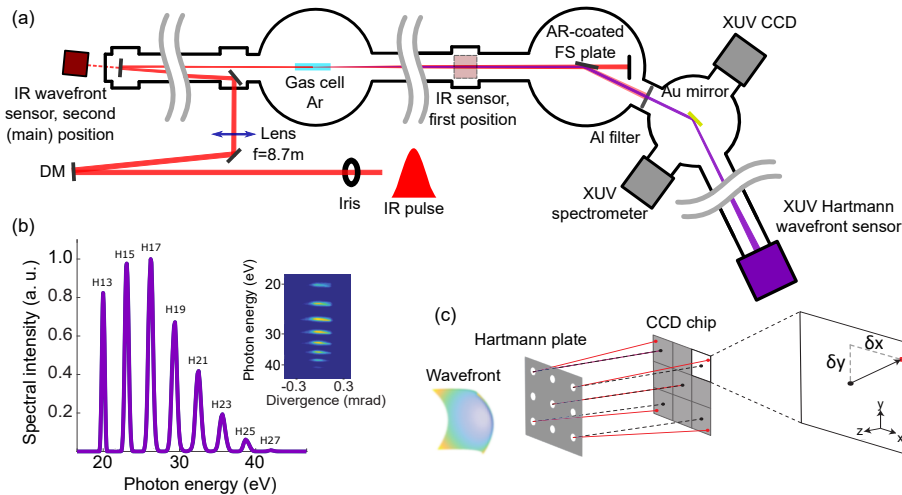 (a)
XUV CCD
AR-coated
FS plate
IR wavefront
sensor, second
(main) position
Gas cell
Ar
IR sensor,
first position
Au mirror
Al filter
Lens
f=8.7m
DM
Iris
IR pulse
XUV
spectrometer
XUV Hartmann
wavefront sensor
(b)
Spectral intensity (a. u.)
1.0
0.8
0.6
0.4
0.2
H13
H15
H17
H19
H21
H23
H25
H27
20
30
40
Photon energy (eV)
Photon energy (eV)
20
30
40
-0.3
0.3
Divergence (mrad)
(c)
Hartmann plate
CCD chip
Wavefront
δx
δy
y
z
x